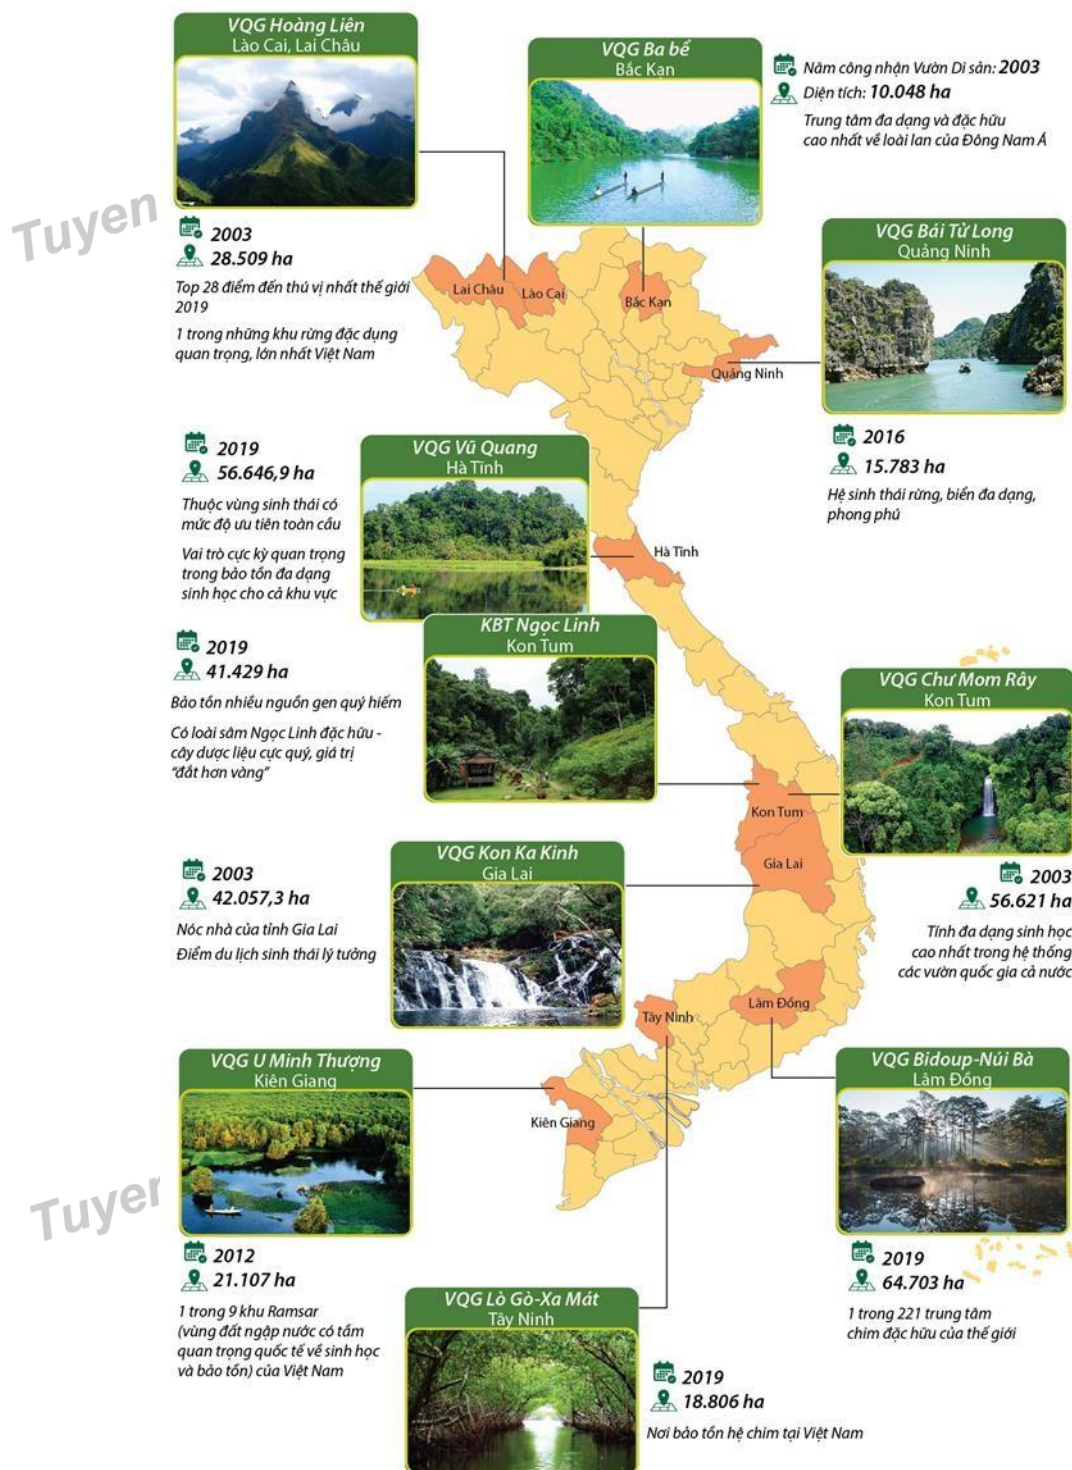 VQG Hoàng Liên
Lào Cai, Lai Châu
2003
28.509 ha
Top 28 điểm đến thú vị nhất thế giới
2019
1 trong những khu rừng đặc dụng
quan trọng, lớn nhất Việt Nam
VQG Ba bể
Bắc Kạn
Năm công nhận Vườn Di sản: 2003
Diện tích: 10.048 ha
Trung tâm đa dạng và đặc hữu
cao nhất về loài lan của Đông Nam Á
Tuyen
VQG Bái Tử Long
Quảng Ninh
2016
15.783 ha
Hệ sinh thái rừng, biển đa dạng,
phong phú
Lai Châu
Lào Cai
Bắc Kạn
Quảng Ninh
2019
56.646,9 ha
Thuộc vùng sinh thái có
mức độ ưu tiên toàn cầu
Vai trò cực kỳ quan trọng
trong bảo tồn đa dạng
sinh học cho cả khu vực
VQG Vũ Quang
Hà Tĩnh
Hà Tĩnh
2019
41.429 ha
Bảo tồn nhiều nguồn gen quý hiếm
Có loài sâm Ngọc Linh đặc hữu -
cây dược liệu cực quý, giá trị
"đắt hơn vàng"
KBT Ngọc Linh
Kon Tum
VQG Chư Mom Rây
Kon Tum
2003
56.621 ha
Tính đa dạng sinh học
cao nhất trong hệ thống
các vườn quốc gia cả nước
Kon Tum
Gia Lai
2003
42.057,3 ha
Nóc nhà của tỉnh Gia Lai
Điểm du lịch sinh thái lý tưởng
VQG Kon Ka Kinh
Gia Lai
Lâm Đồng
Tây Ninh
Kiên Giang
VQG U Minh Thượng
Kiên Giang
2012
21.107 ha
1 trong 9 khu Ramsar
(vùng đất ngập nước có tầm
quan trọng quốc tế về sinh học
và bảo tồn) của Việt Nam
Tuyer
VQG Bidoup-Núi Bà
Lâm Đồng
2019
64.703 ha
1 trong 221 trung tâm
chim đặc hữu của thế giới
VQG Lò Gò-Xa Mát
Tây Ninh
2019
18.806 ha
Nơi bảo tồn hệ chim tại Việt Nam